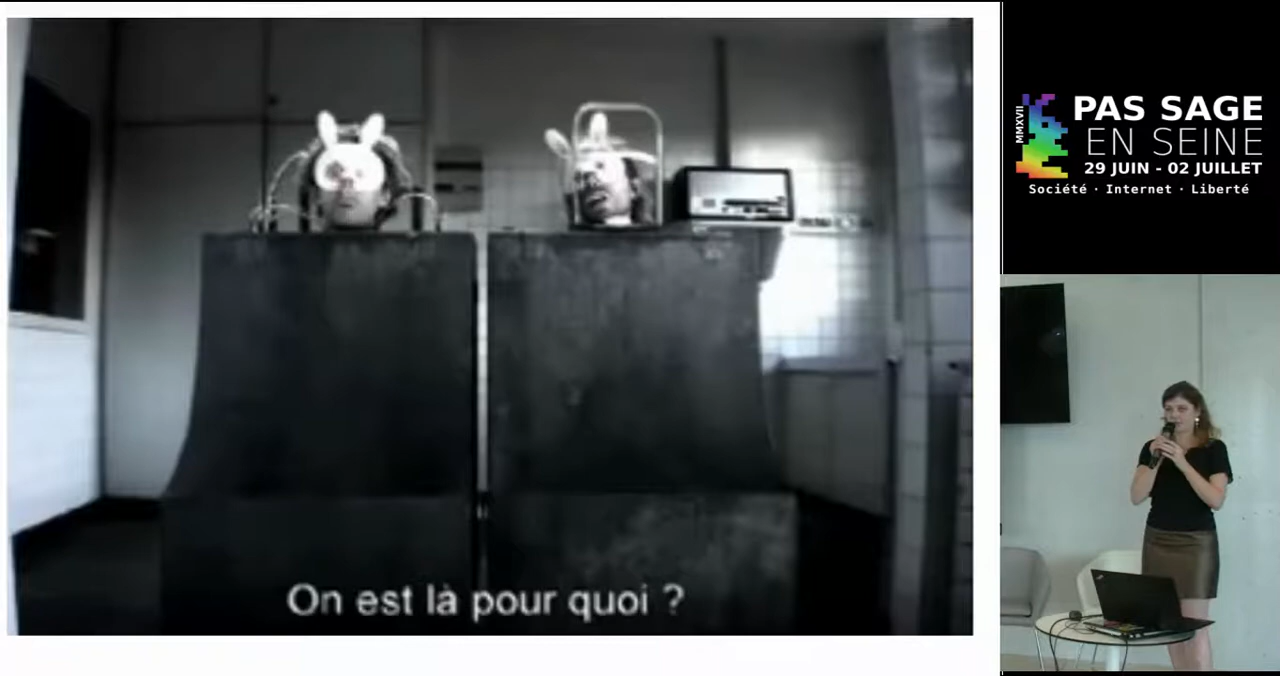 On est là pour quoi ?
MMXVII
PAS SAGE
EN SEINE
29 JUIN - 02 JUILLET
Société · Internet · Liberté